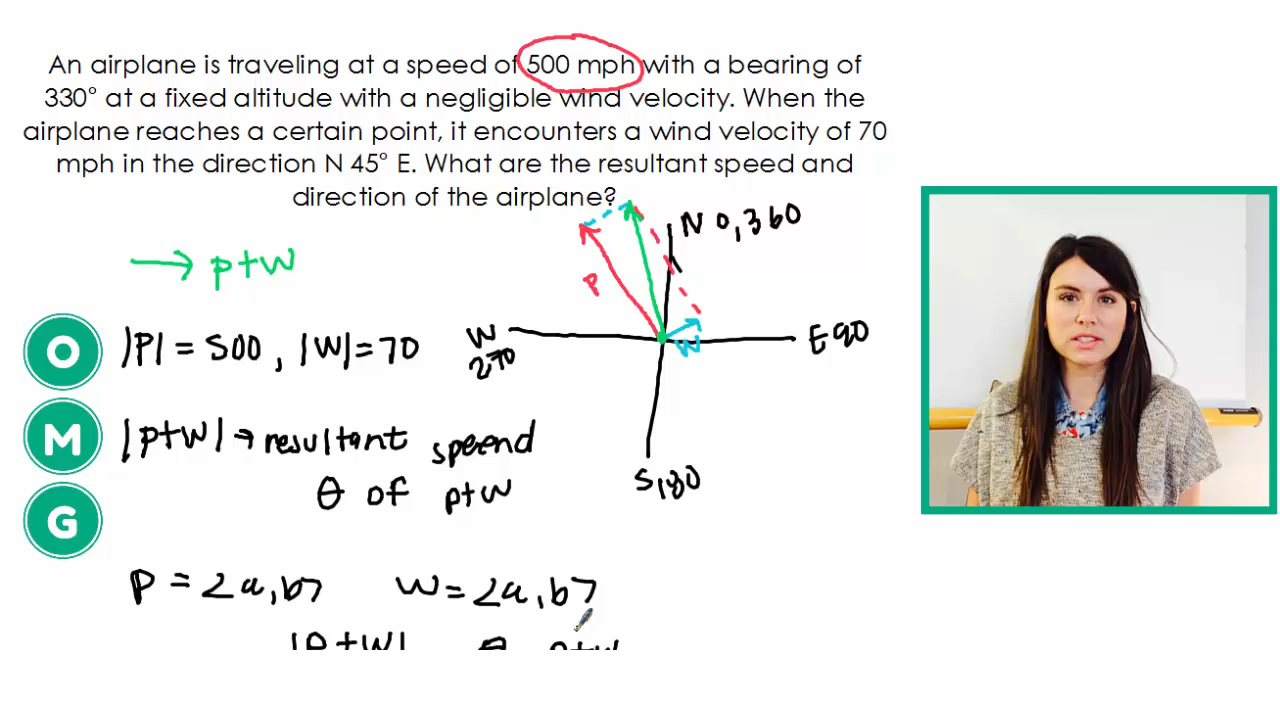 An airplane is traveling at a speed of 500 mph with a bearing of
330° at a fixed altitude with a negligible wind velocity. When the
airplane reaches a certain point, it encounters a wind velocity of 70
mph in the direction N 45° E. What are the resultant speed and
direction of the airplane?
N 0,360
→ p+w
P
O |P| = 500, |W|=70
W
270
W
E90
M |p+w| → resultant speend
θ of p+w
S180
G
P = <a,b> W = <a,b>
|P+W| θ p+w